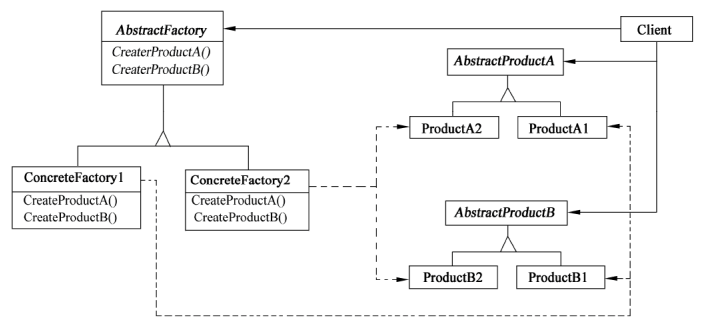 AbstractFactory
CreaterProductA()
CreaterProductB()
Client
AbstractProductA
ProductA2
ProductA1
ConcreteFactory1
CreateProductA()
CreateProductB()
ConcreteFactory2
CreateProductA()
CreateProductB()
AbstractProductB
ProductB2
ProductB1